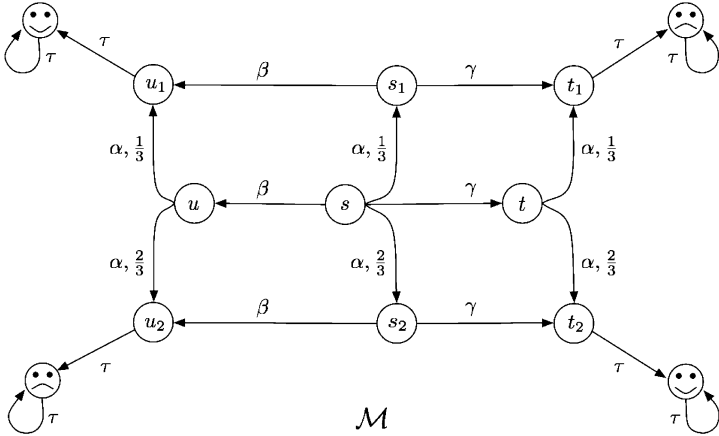 τ τ
τ τ
β γ
u₁ s₁ t₁
α, 1/3 α, 1/3 α, 1/3
β γ
u s t
α, 2/3 α, 2/3 α, 2/3
β γ
u₂ s₂ t₂
τ τ
τ τ
ℳ